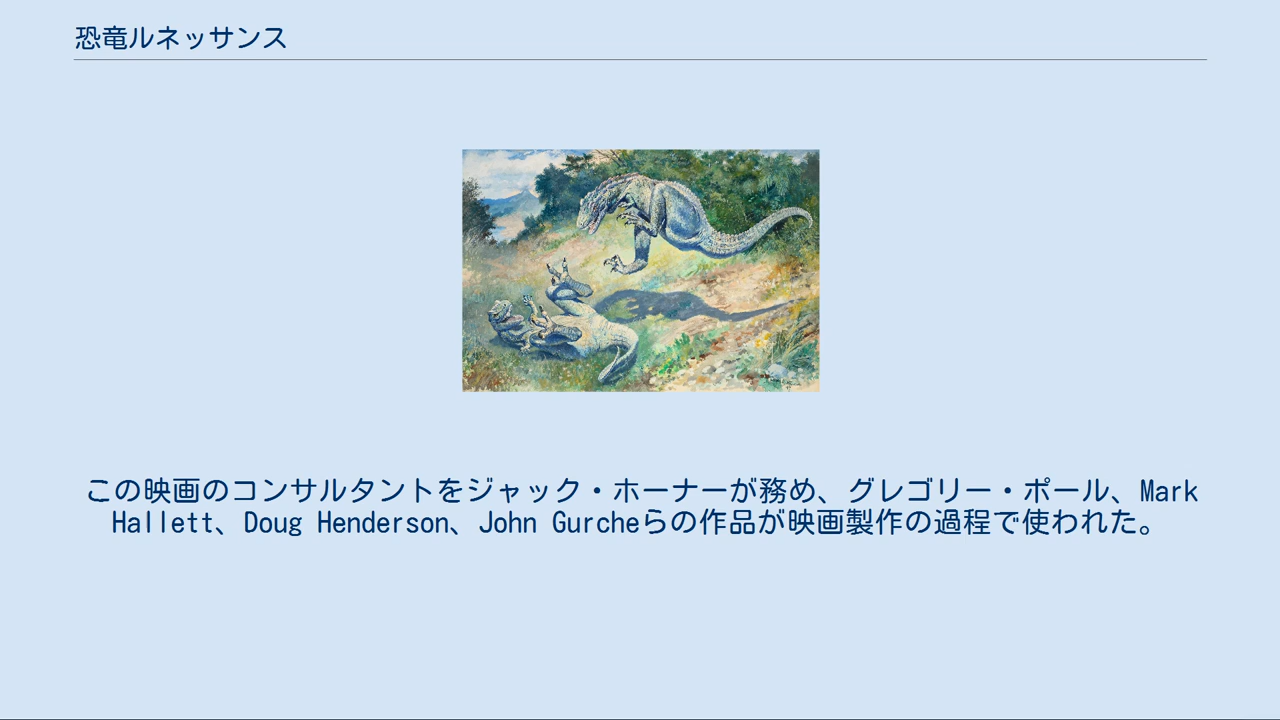 恐竜ルネッサンス
この映画のコンサルタントをジャック・ホーナーが務め、グレゴリー・ポール、Mark
Hallett、Doug Henderson、John Gurcheらの作品が映画製作の過程で使われた。